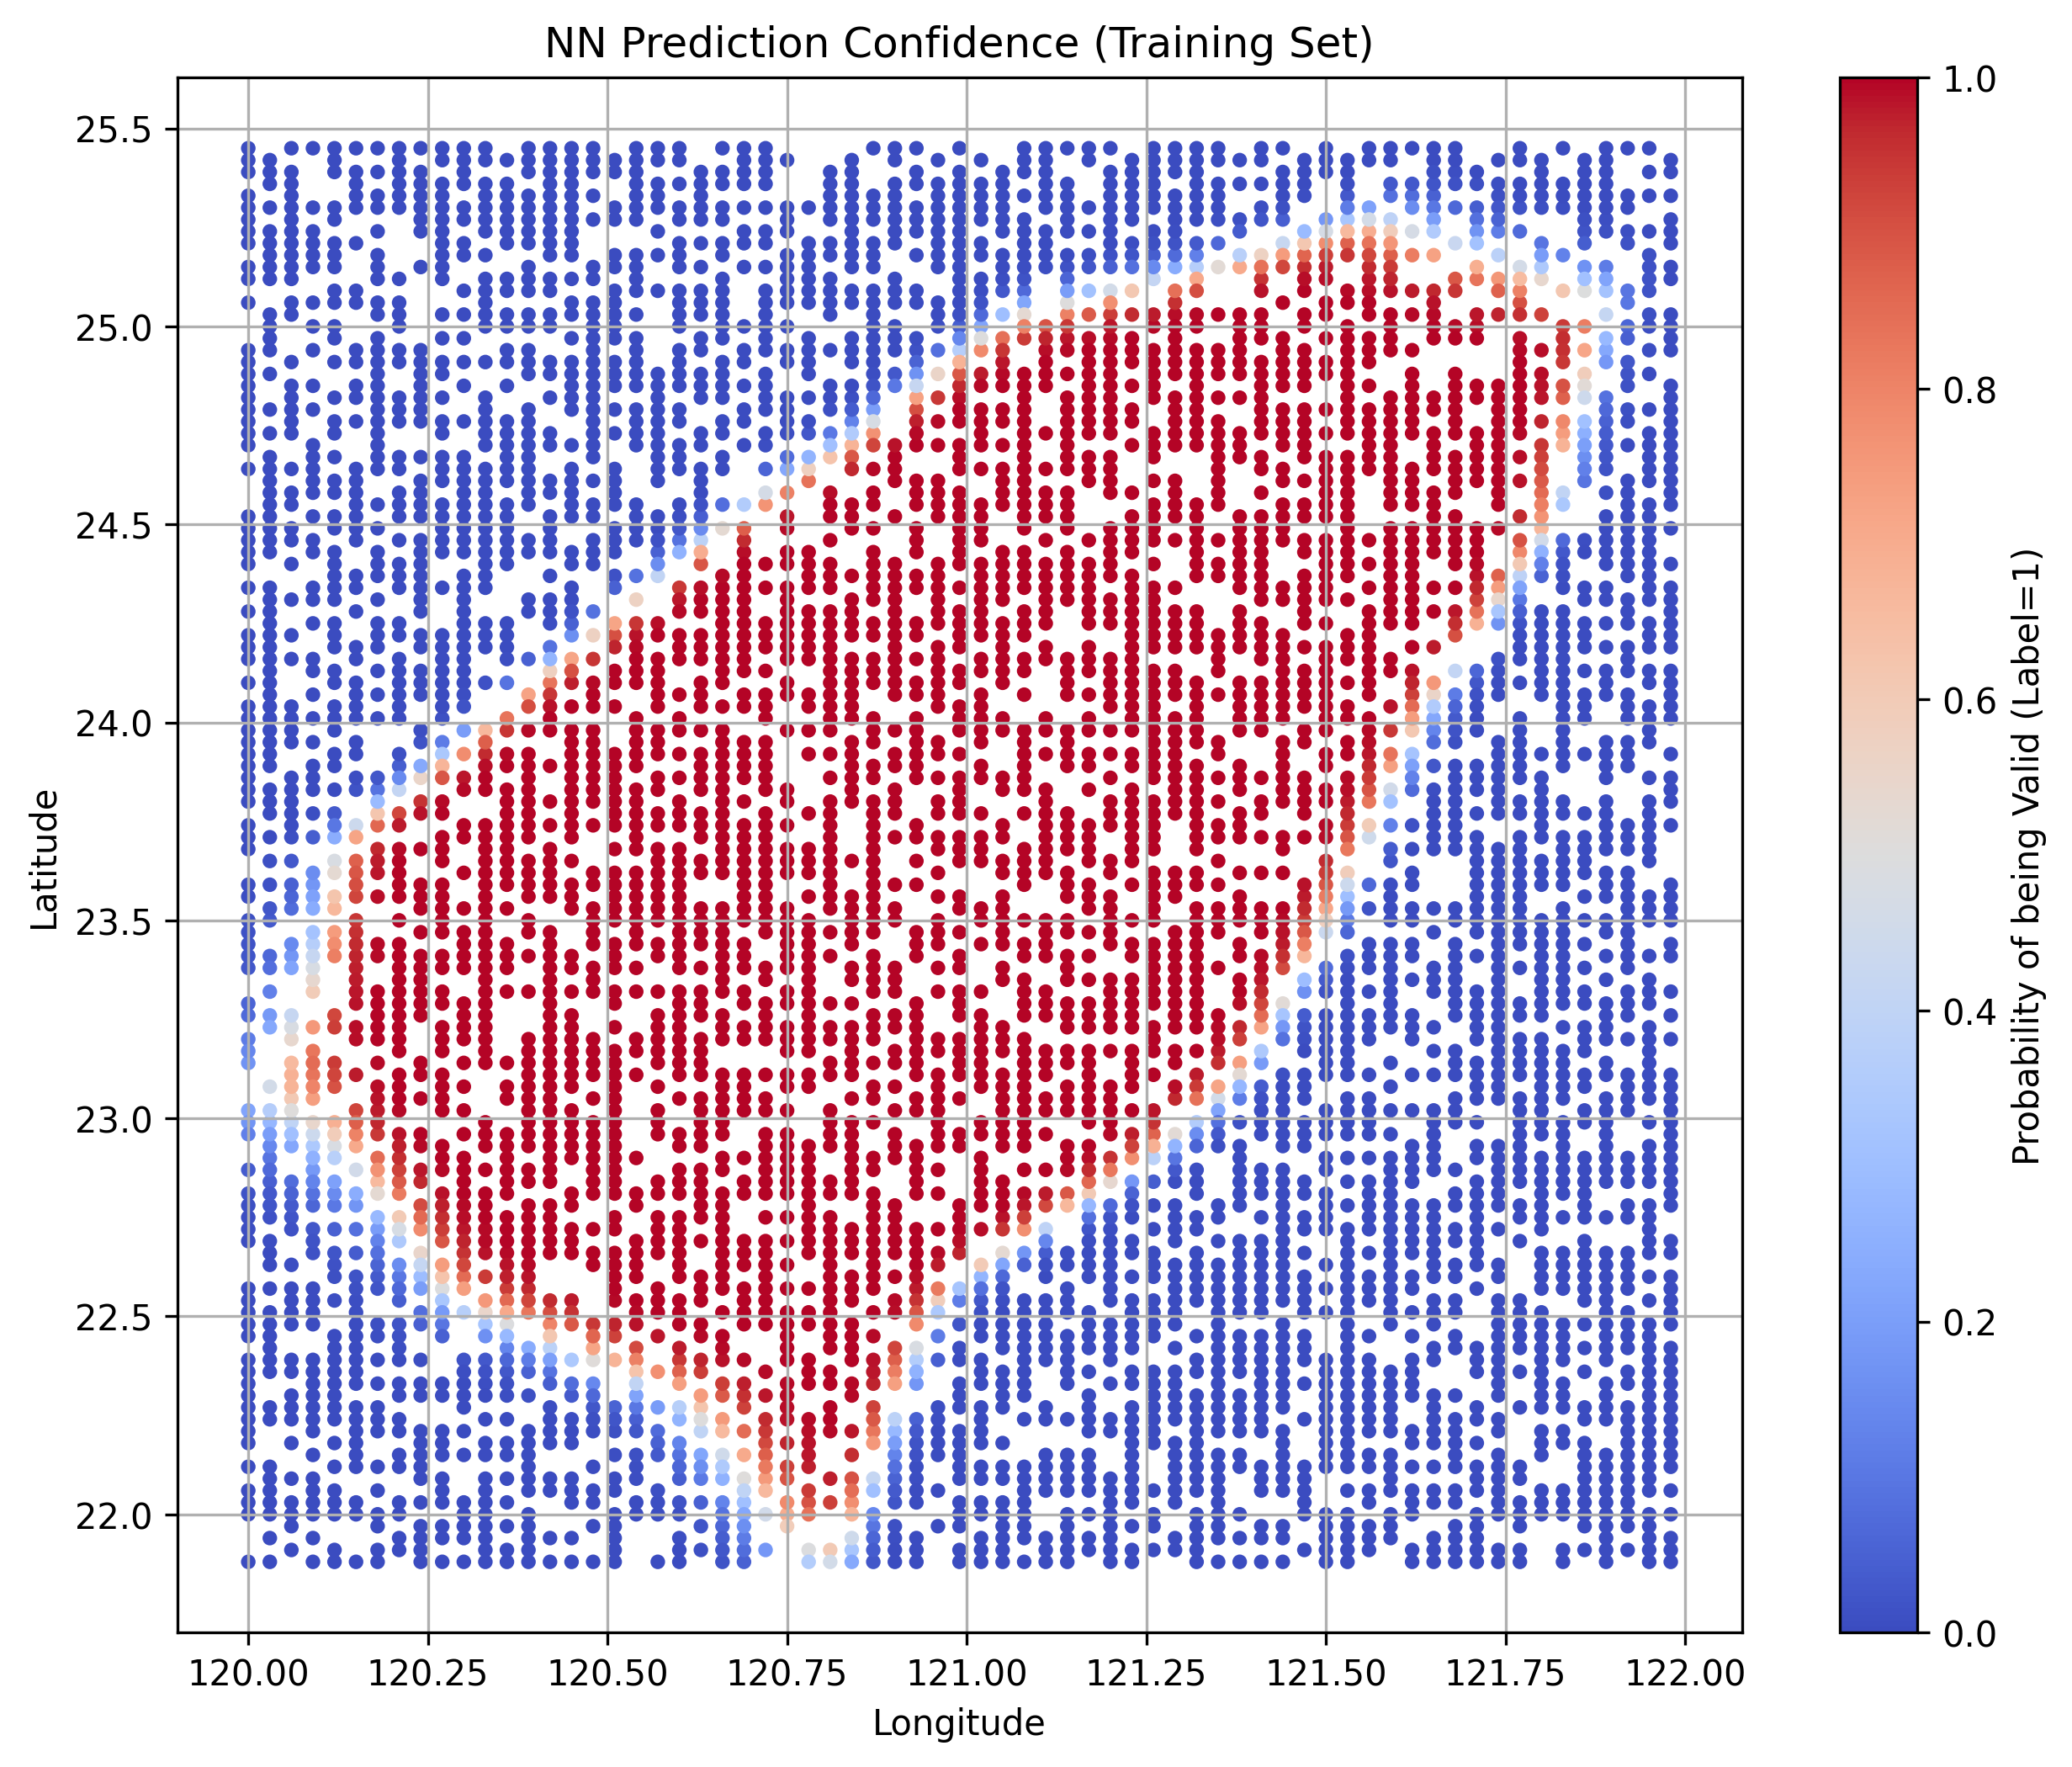 NN Prediction Confidence (Training Set)
25.5
25.0
24.5
24.0
23.5
23.0
22.5
22.0
Latitude
120.00 120.25 120.50 120.75 121.00 121.25 121.50 121.75 122.00
Longitude
1.0
0.8
0.6
0.4
0.2
0.0
Probability of being Valid (Label=1)